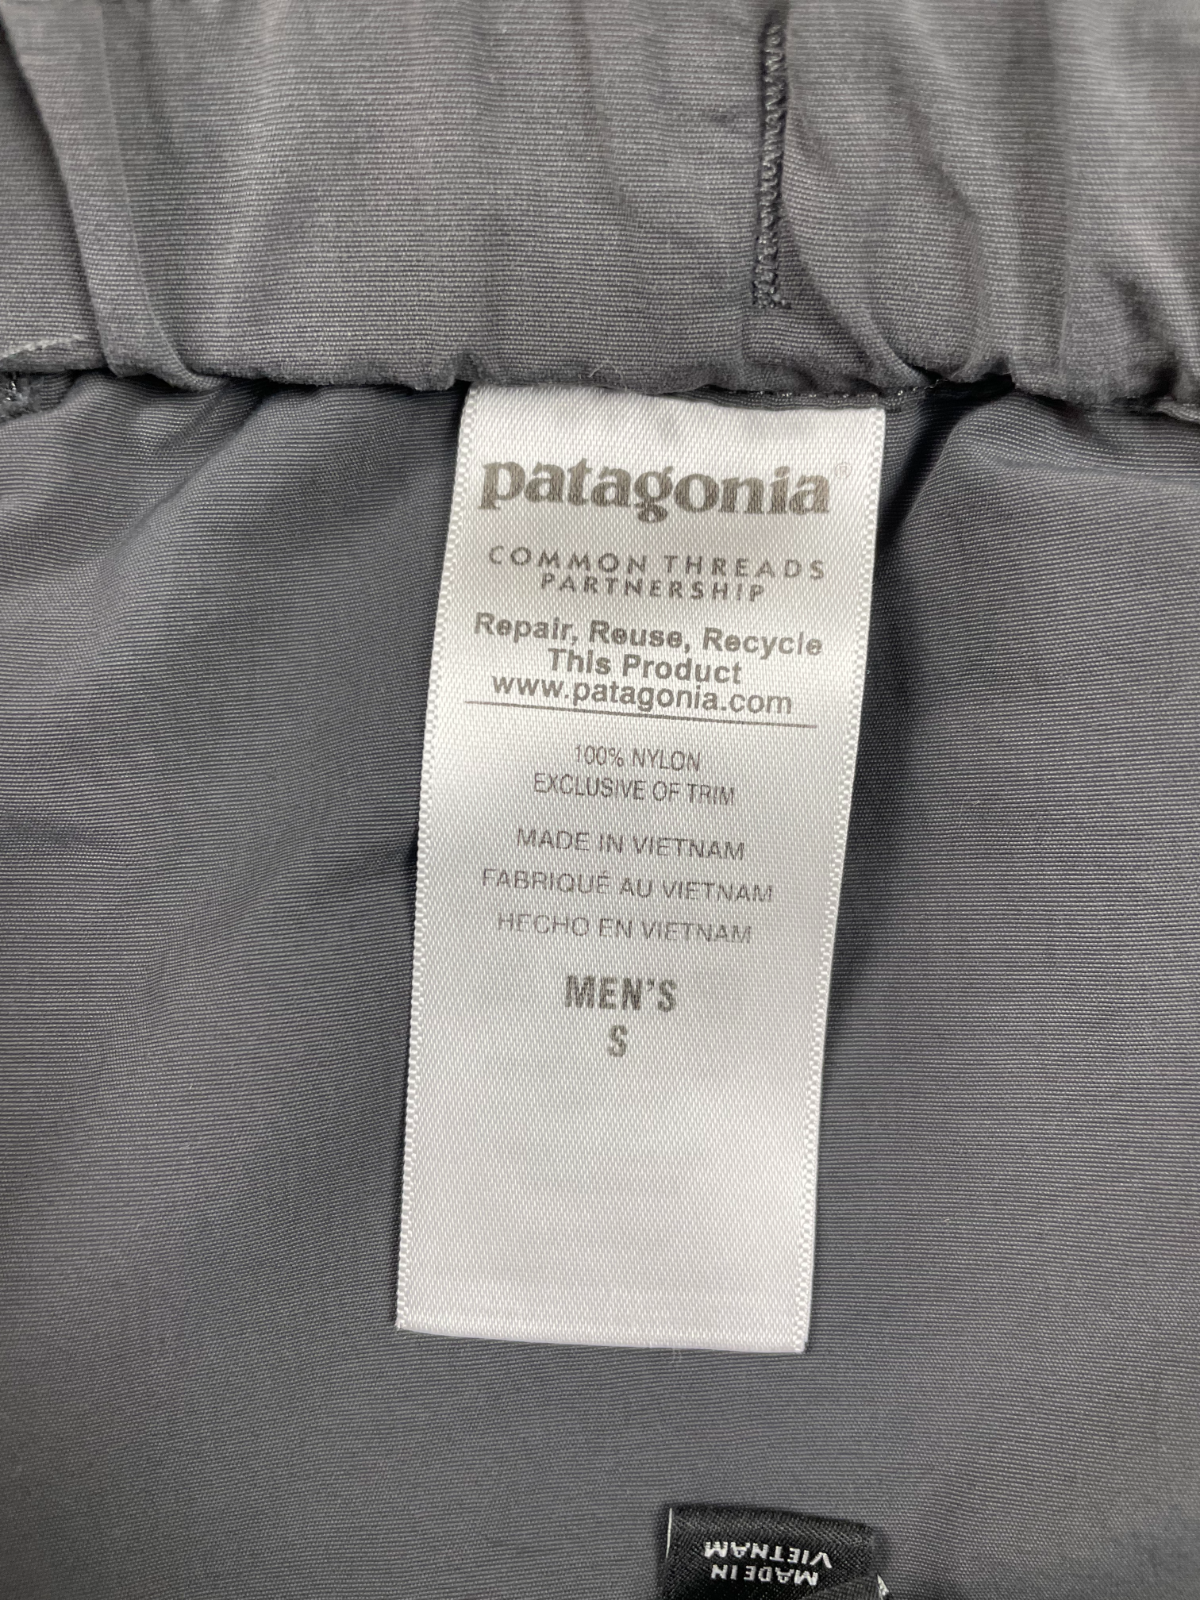 patagonia®
COMMON THREADS
PARTNERSHIP
Repair, Reuse, Recycle
This Product
www.patagonia.com
100% NYLON
EXCLUSIVE OF TRIM
MADE IN VIETNAM
FABRIQUÉ AU VIETNAM
HECHO EN VIETNAM
MEN'S
S
MADE IN
VIETNAM